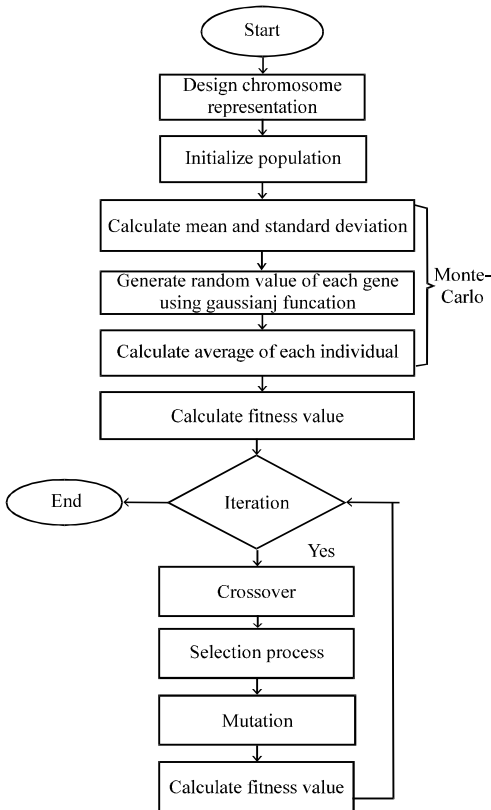 Start
Design chromosome
representation
Initialize population
Calculate mean and standard deviation
Generate random value of each gene
using gaussianj funcation
Calculate average of each individual
Monte-
Carlo
Calculate fitness value
End
Iteration
Yes
Crossover
Selection process
Mutation
Calculate fitness value